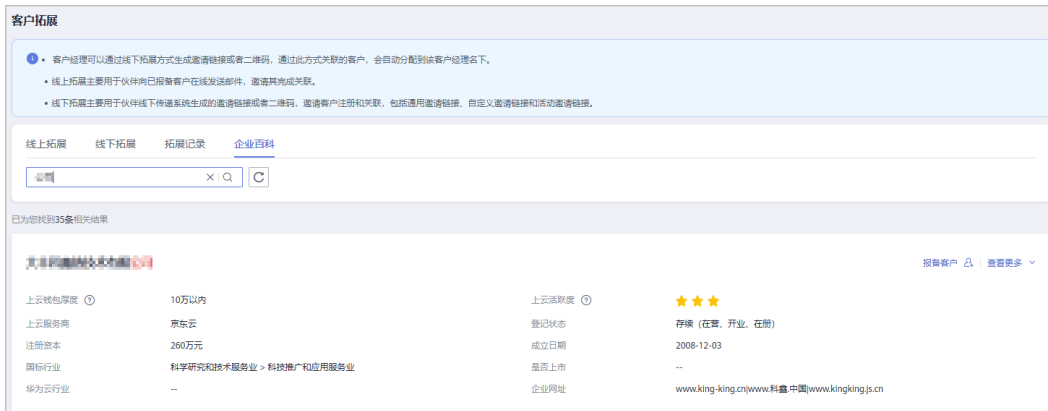 客户拓展
客户经理可以通过线下拓展方式生成邀请链接或者二维码，通过此方式关联的客户，会自动分配到该客户经理名下。
• 线上拓展主要用于伙伴向已报备客户在线发送邮件，邀请其完成关联。
• 线下拓展主要用于伙伴线下传递系统生成的邀请链接或者二维码，邀请客户注册和关联，包括通用邀请链接、自定义邀请链接和活动邀请链接。
线上拓展 线下拓展 拓展记录 企业百科
已为您找到35条相关结果
报备客户 查看更多
上云钱包厚度 10万以内 上云活跃度
上云服务商 京东云 登记状态 存续（在营、开业、在册）
注册资本 260万元 成立日期 2008-12-03
国标行业 科学研究和技术服务业 > 科技推广和应用服务业 是否上市 --
华为云行业 -- 企业网址 www.king-king.cn|www.科鑫.中国|www.kingking.js.cn